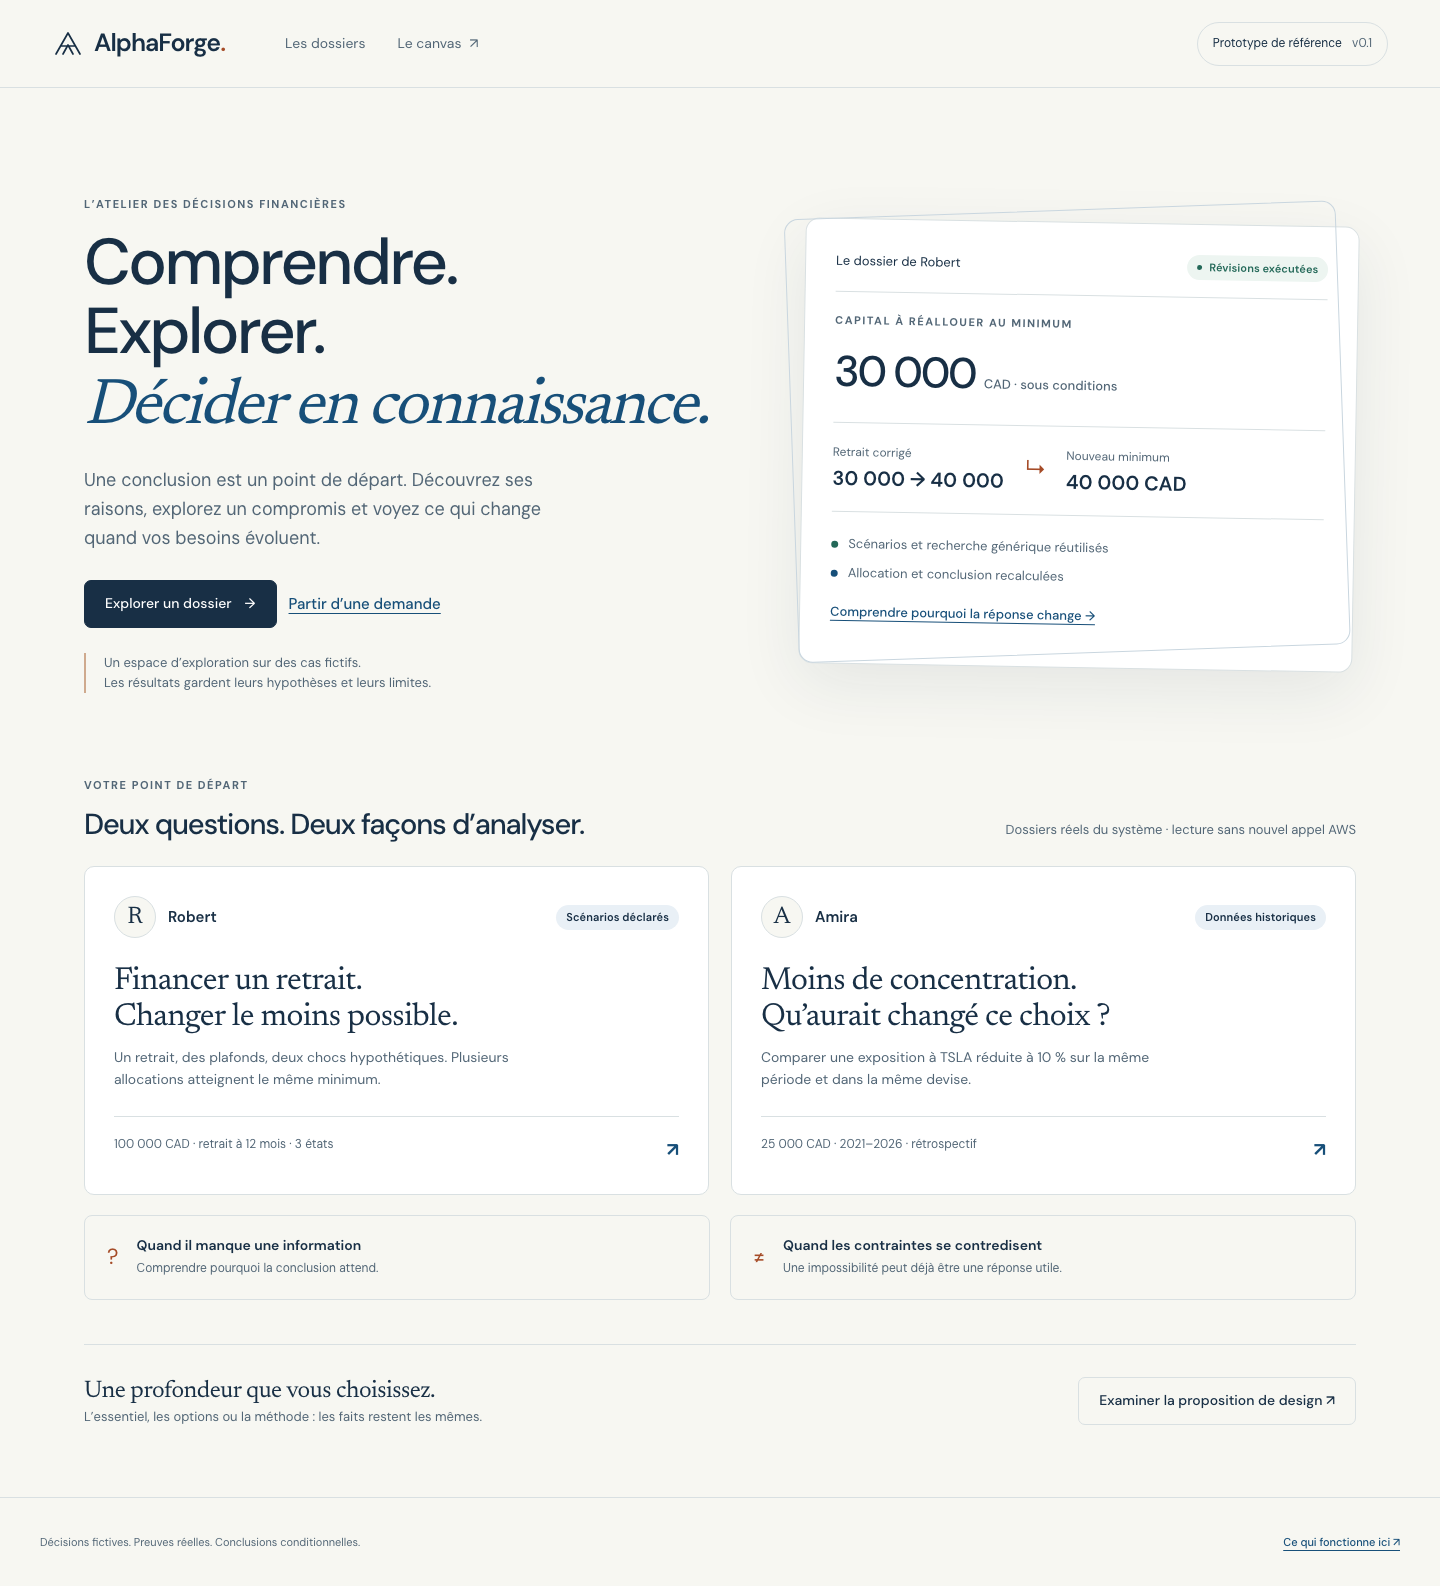 AlphaForge.
Les dossiers
Le canvas ↗
Prototype de référence v0.1
L’ATELIER DES DÉCISIONS FINANCIÈRES
Comprendre.
Explorer.
Décider en connaissance.
Une conclusion est un point de départ. Découvrez ses
raisons, explorez un compromis et voyez ce qui change
quand vos besoins évoluent.
Explorer un dossier →
Partir d’une demande
Un espace d’exploration sur des cas fictifs.
Les résultats gardent leurs hypothèses et leurs limites.
Le dossier de Robert
Révisions exécutées
CAPITAL À RÉALLOUER AU MINIMUM
30 000 CAD · sous conditions
Retrait corrigé
30 000 → 40 000
Nouveau minimum
40 000 CAD
Scénarios et recherche générique réutilisés
Allocation et conclusion recalculées
Comprendre pourquoi la réponse change →
VOTRE POINT DE DÉPART
Deux questions. Deux façons d’analyser.
Dossiers réels du système · lecture sans nouvel appel AWS
R
Robert
Scénarios déclarés
Financer un retrait.
Changer le moins possible.
Un retrait, des plafonds, deux chocs hypothétiques. Plusieurs
allocations atteignent le même minimum.
100 000 CAD · retrait à 12 mois · 3 états
A
Amira
Données historiques
Moins de concentration.
Qu’aurait changé ce choix ?
Comparer une exposition à TSLA réduite à 10 % sur la même
période et dans la même devise.
25 000 CAD · 2021–2026 · rétrospectif
?
Quand il manque une information
Comprendre pourquoi la conclusion attend.
≠
Quand les contraintes se contredisent
Une impossibilité peut déjà être une réponse utile.
Une profondeur que vous choisissez.
L’essentiel, les options ou la méthode : les faits restent les mêmes.
Examiner la proposition de design ↗
Décisions fictives. Preuves réelles. Conclusions conditionnelles.
Ce qui fonctionne ici ↗